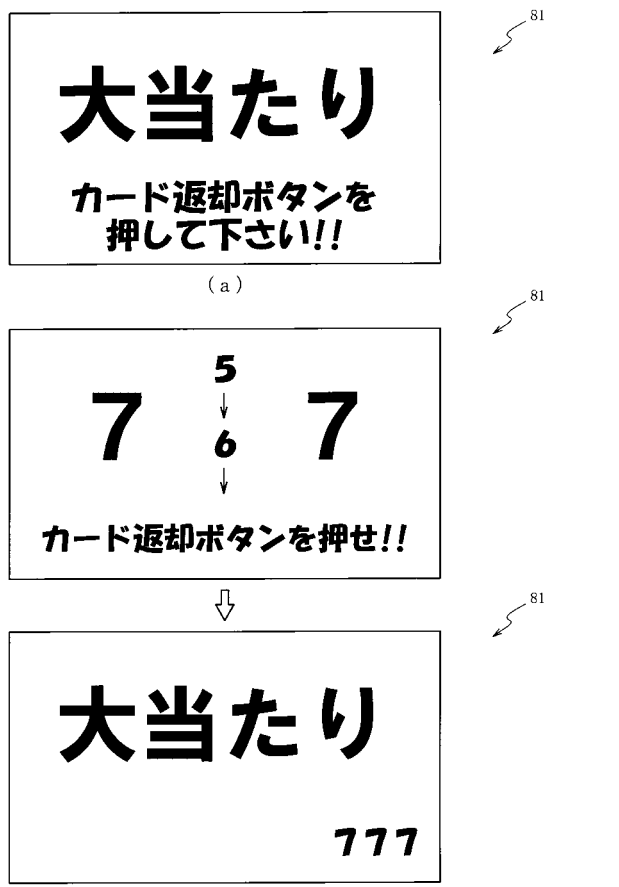 81
大当たり
カード返却ボタンを
押して下さい!!
(a)
81
5
7 7
6
カード返却ボタンを押せ!!
81
大当たり
777